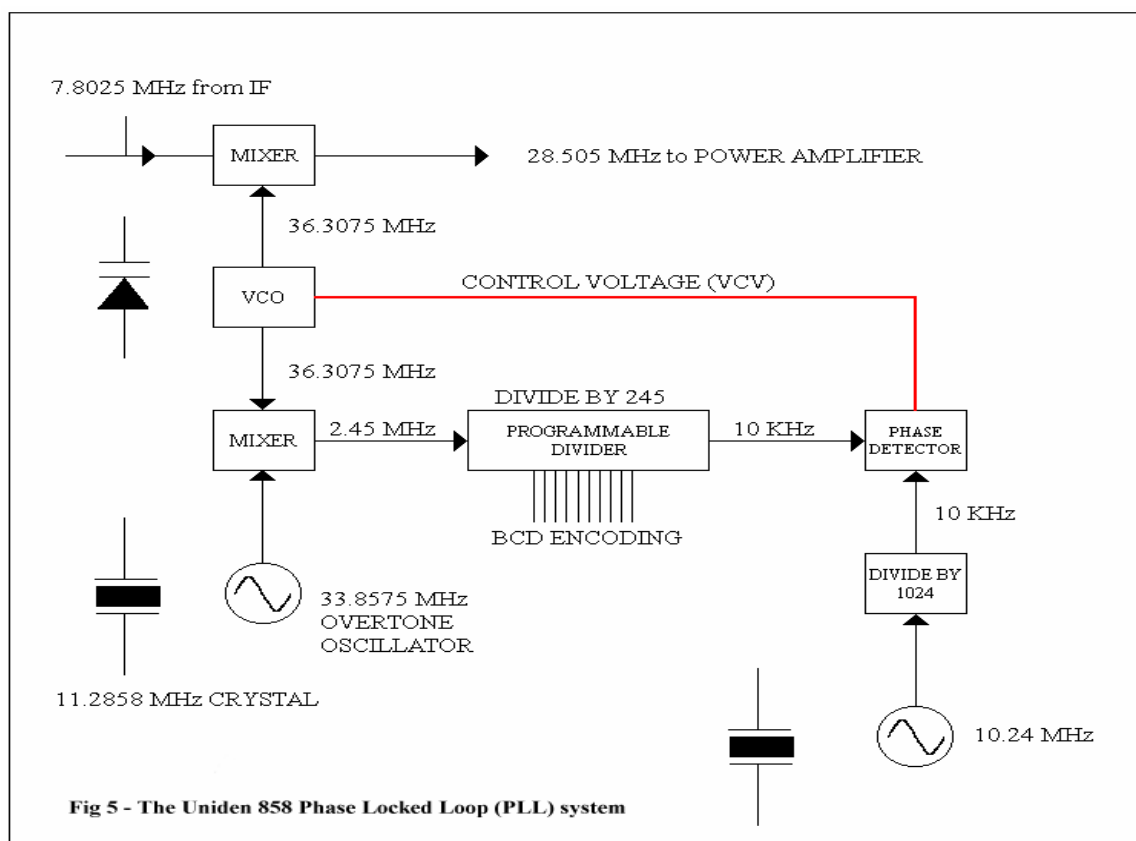 7.8025 MHz from IF
MIXER
28.505 MHz to POWER AMPLIFIER
36.3075 MHz
VCO
CONTROL VOLTAGE (VCV)
36.3075 MHz
DIVIDE BY 245
MIXER
2.45 MHz
PROGRAMMABLE
DIVIDER
10 KHz
PHASE
DETECTOR
10 KHz
BCD ENCODING
DIVIDE BY
1024
33.8575 MHz
OVERTONE
OSCILLATOR
11.2858 MHz CRYSTAL
10.24 MHz
Fig 5 - The Uniden 858 Phase Locked Loop (PLL) system